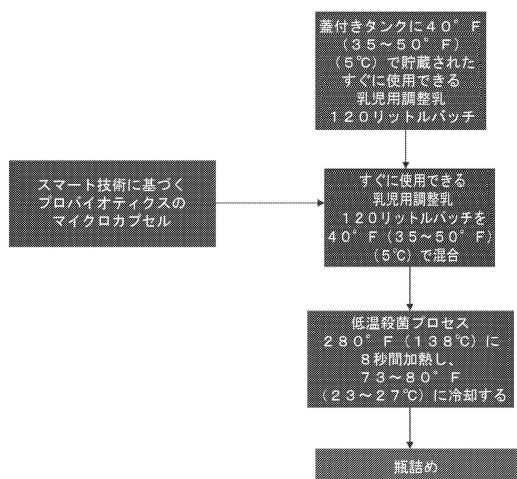 蓋付きタンクに40°F
(35～50°F)
(5℃)で貯蔵された
すぐに使用できる
乳児用調整乳
120リットルバッチ
スマート技術に基づく
プロバイオティクスの
マイクロカプセル
すぐに使用できる
乳児用調整乳
120リットルバッチを
40°F(35～50°F)
(5℃)で混合
低温殺菌プロセス
280°F(138℃)に
8秒間加熱し、
73～80°F
(23～27℃)に冷却する
瓶詰め